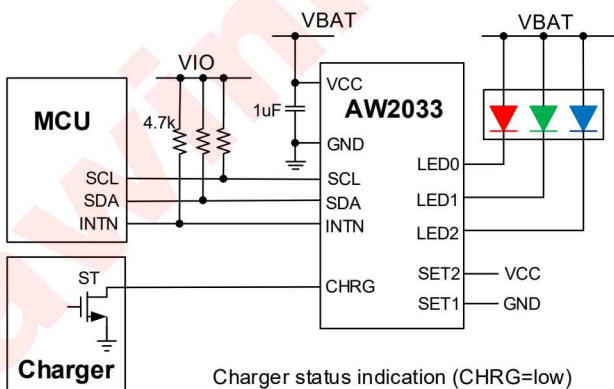 VBAT
VBAT
VIO
MCU
4.7k
1uF
VCC
AW2033
GND
LED0
SCL
SCL
LED1
SDA
SDA
INTN
INTN
LED2
SET2
VCC
ST
CHRG
SET1
GND
Charger
Charger status indication (CHRG=low)